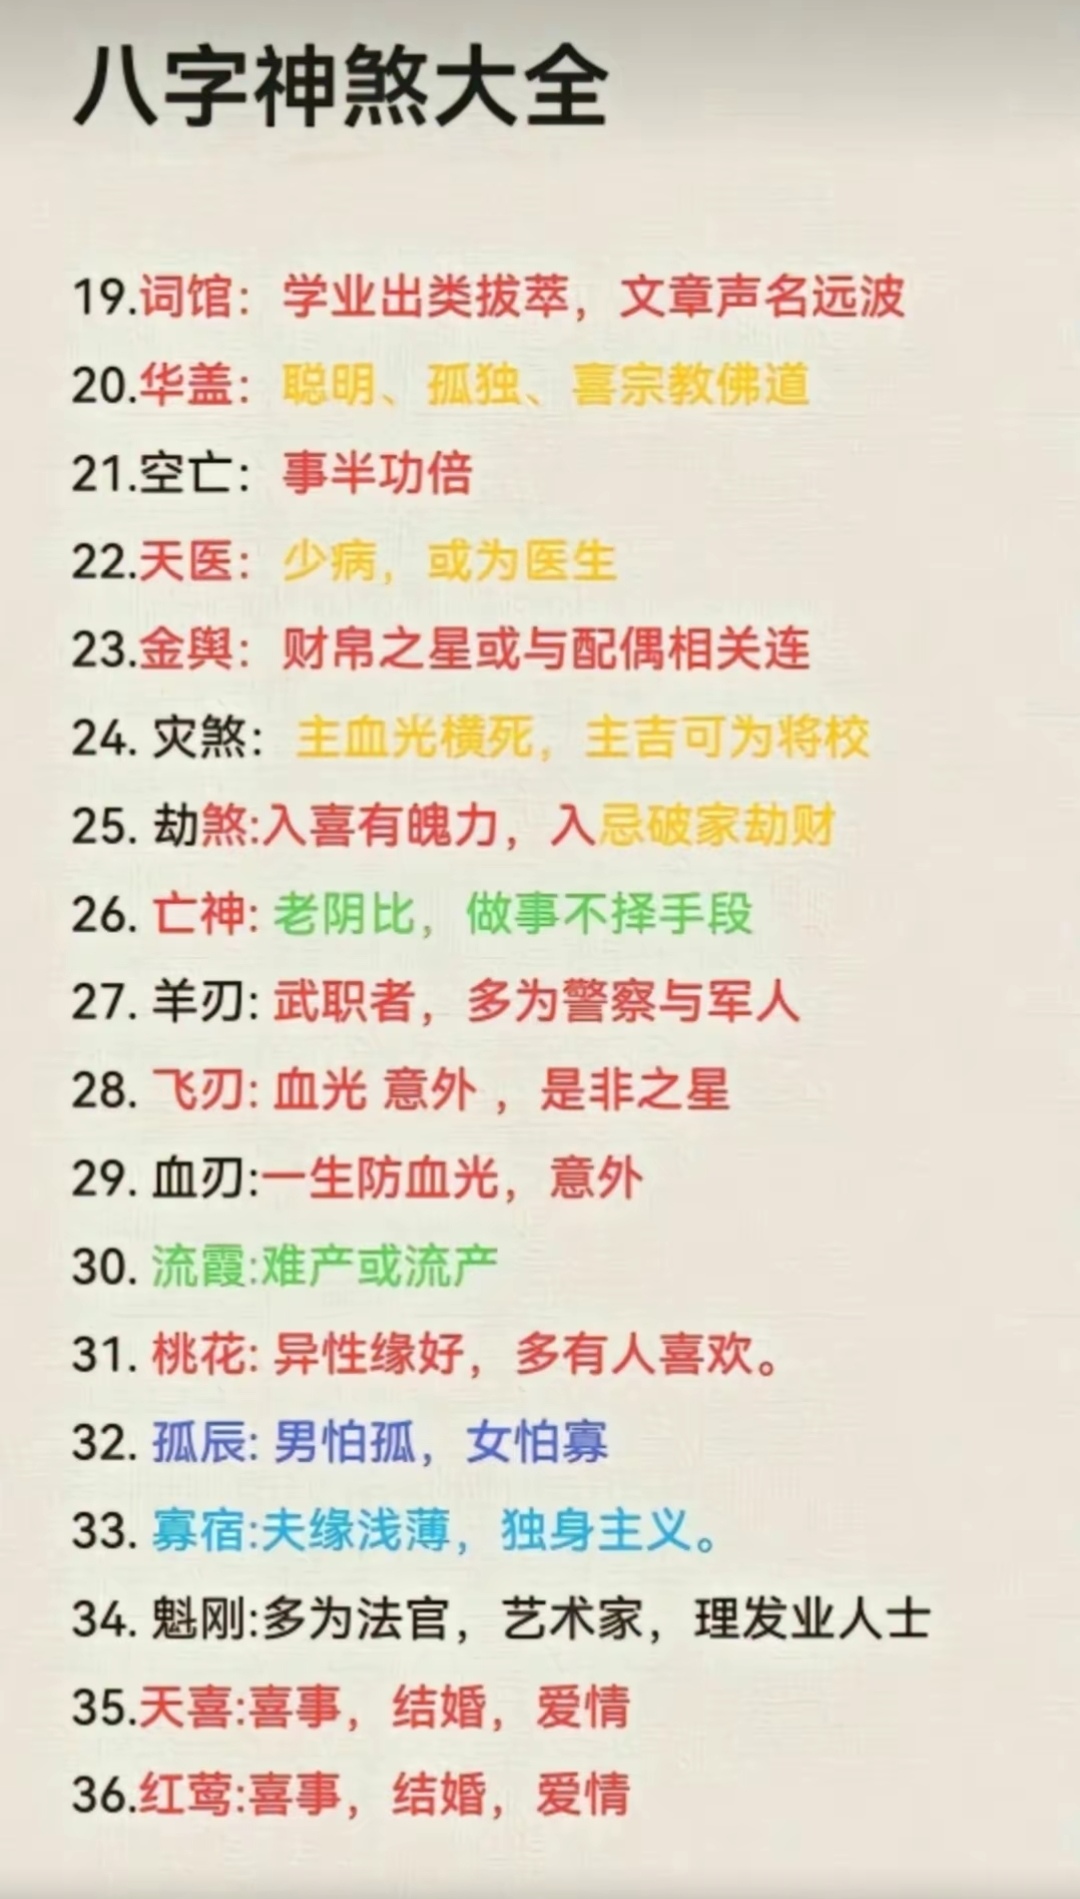 八字神煞大全
19.词馆：学业出类拔萃，文章声名远波
20.华盖：聪明、孤独、喜宗教佛道
21.空亡：事半功倍
22.天医：少病，或为医生
23.金舆：财帛之星或与配偶相关连
24. 灾煞：主血光横死，主吉可为将校
25. 劫煞:入喜有魄力，入忌破家劫财
26. 亡神: 老阴比，做事不择手段
27. 羊刃: 武职者，多为警察与军人
28. 飞刃: 血光 意外 ，是非之星
29. 血刃:一生防血光，意外
30. 流霞:难产或流产
31. 桃花: 异性缘好，多有人喜欢。
32. 孤辰: 男怕孤，女怕寡
33. 寡宿:夫缘浅薄，独身主义。
34. 魁刚:多为法官，艺术家，理发业人士
35.天喜:喜事，结婚，爱情
36.红莺:喜事，结婚，爱情